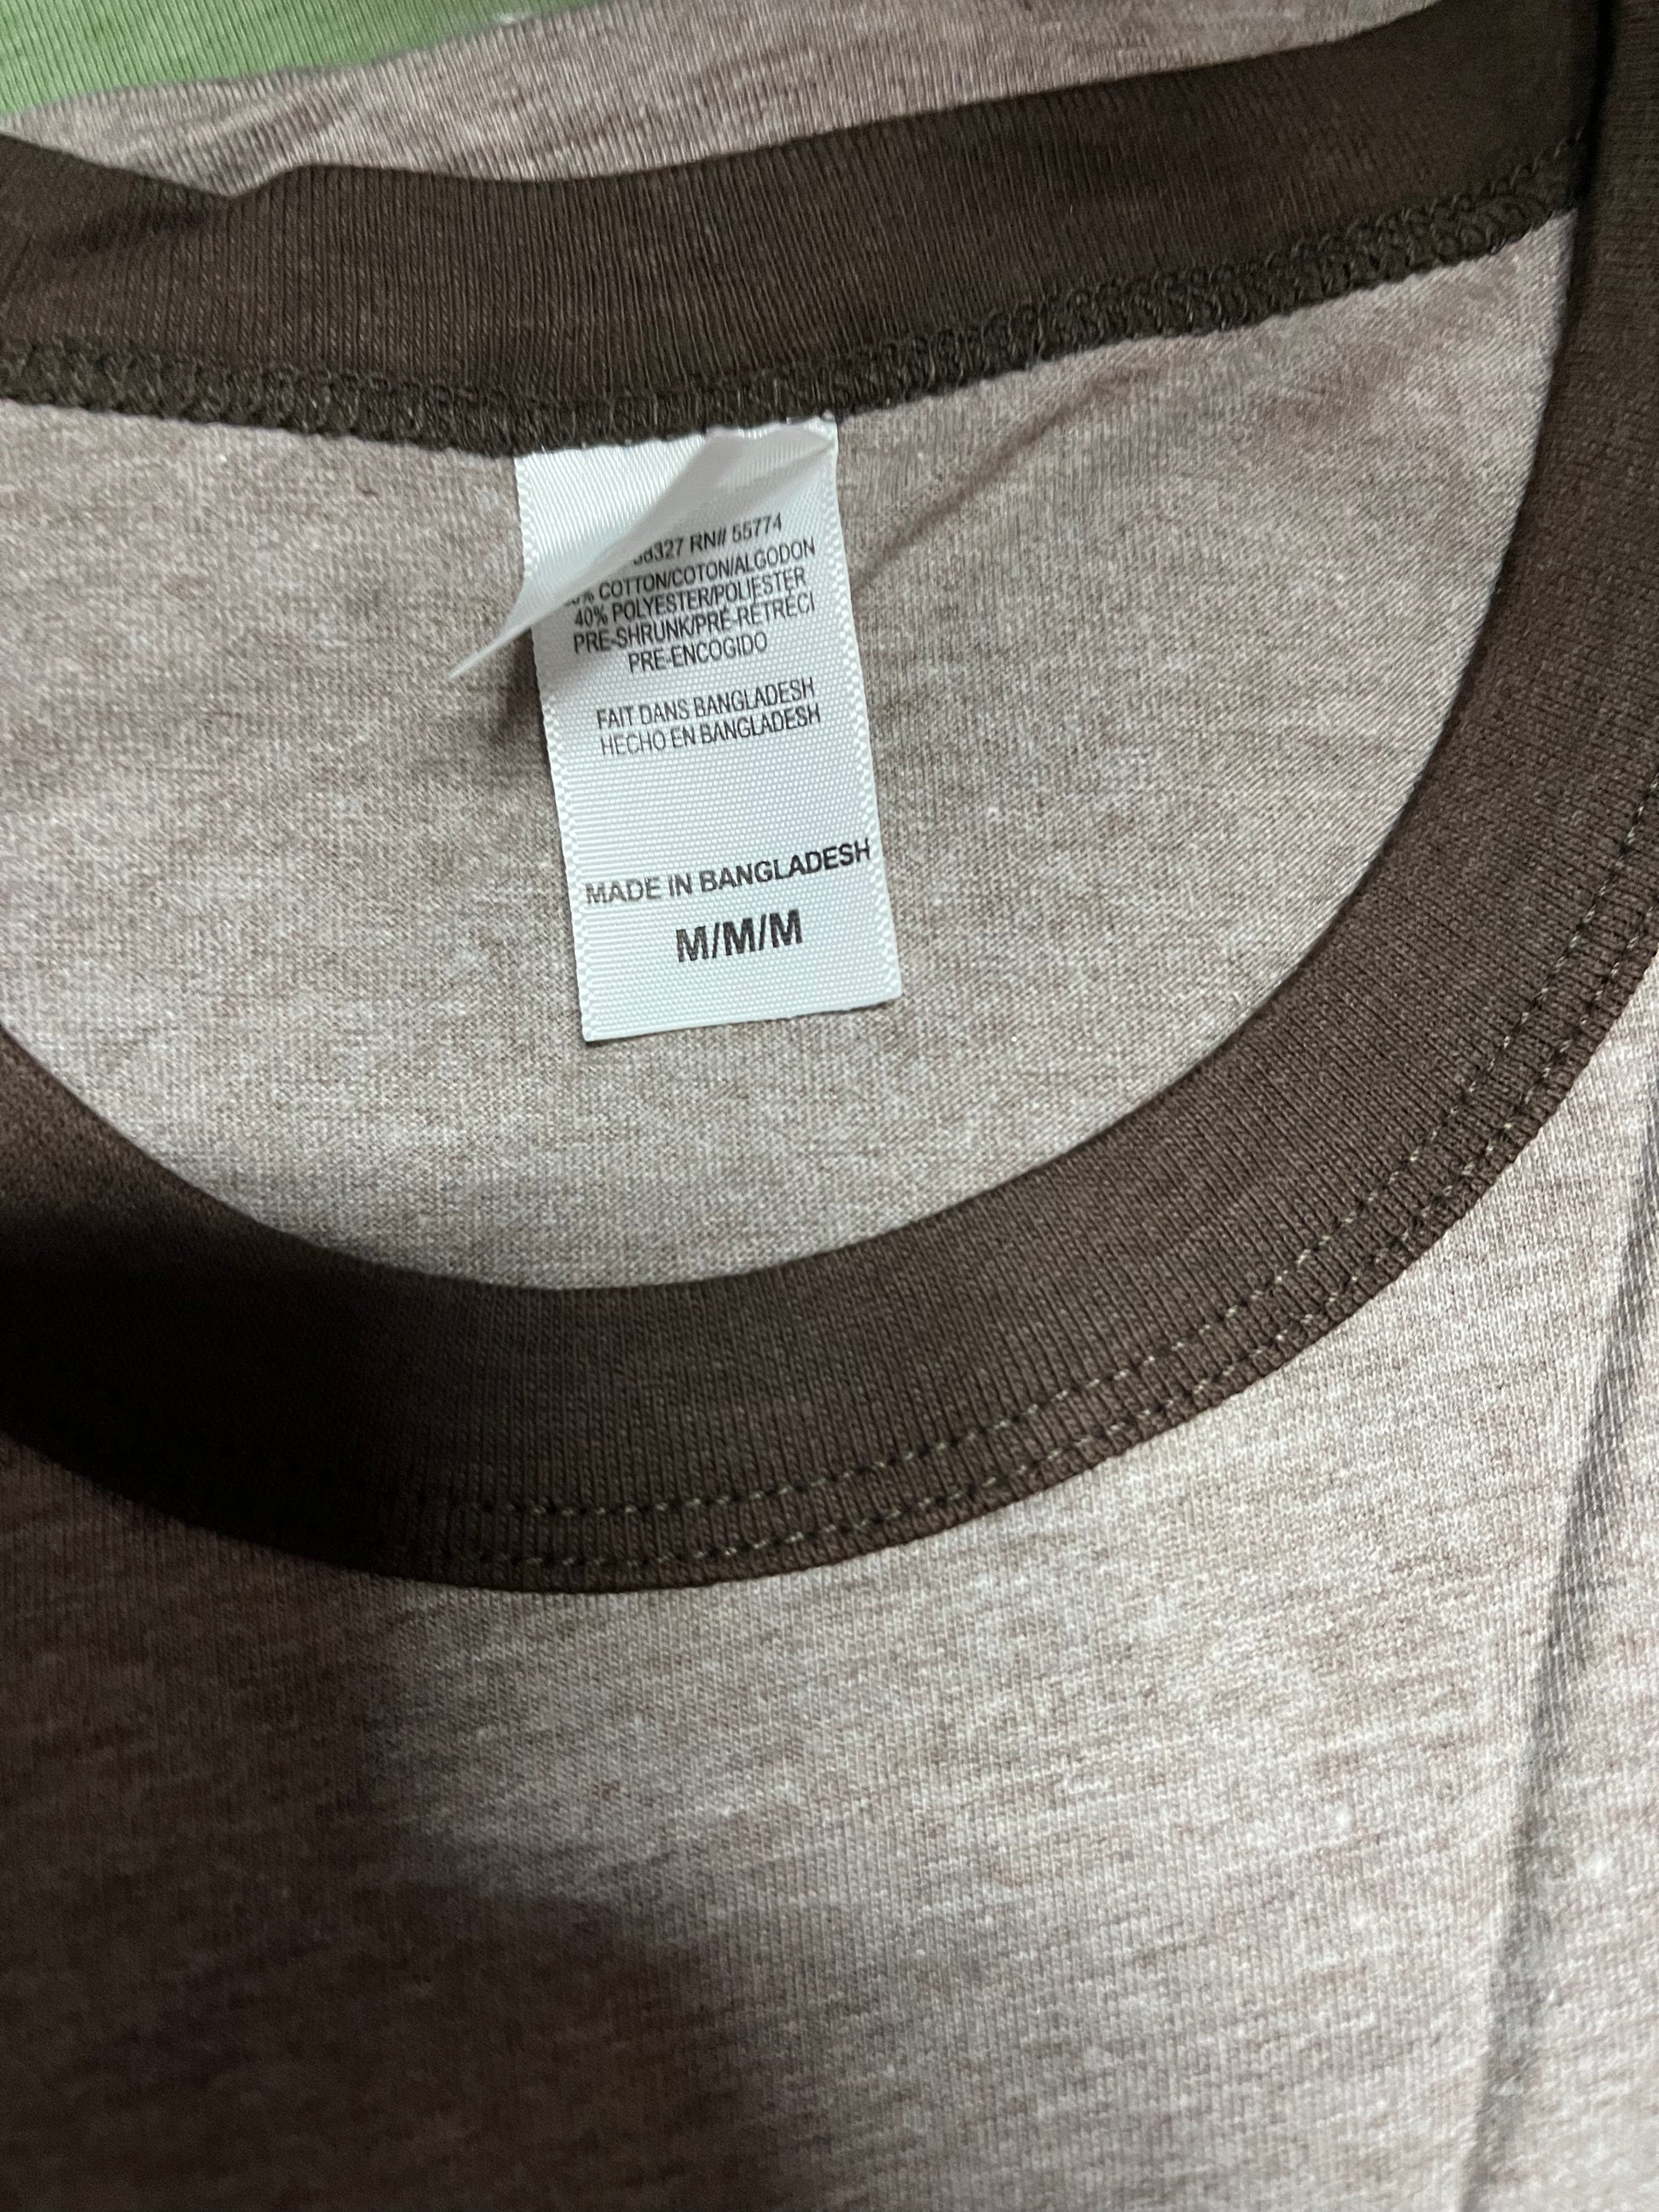 RN# 55774
COTTON/COTON/ALGODON
40% POLYESTER/POLIESTER
PRE-SHRUNK/PRÉ-RÉTRÉCI
PRE-ENCOGIDO
FAIT DANS BANGLADESH
HECHO EN BANGLADESH
MADE IN BANGLADESH
M/M/M